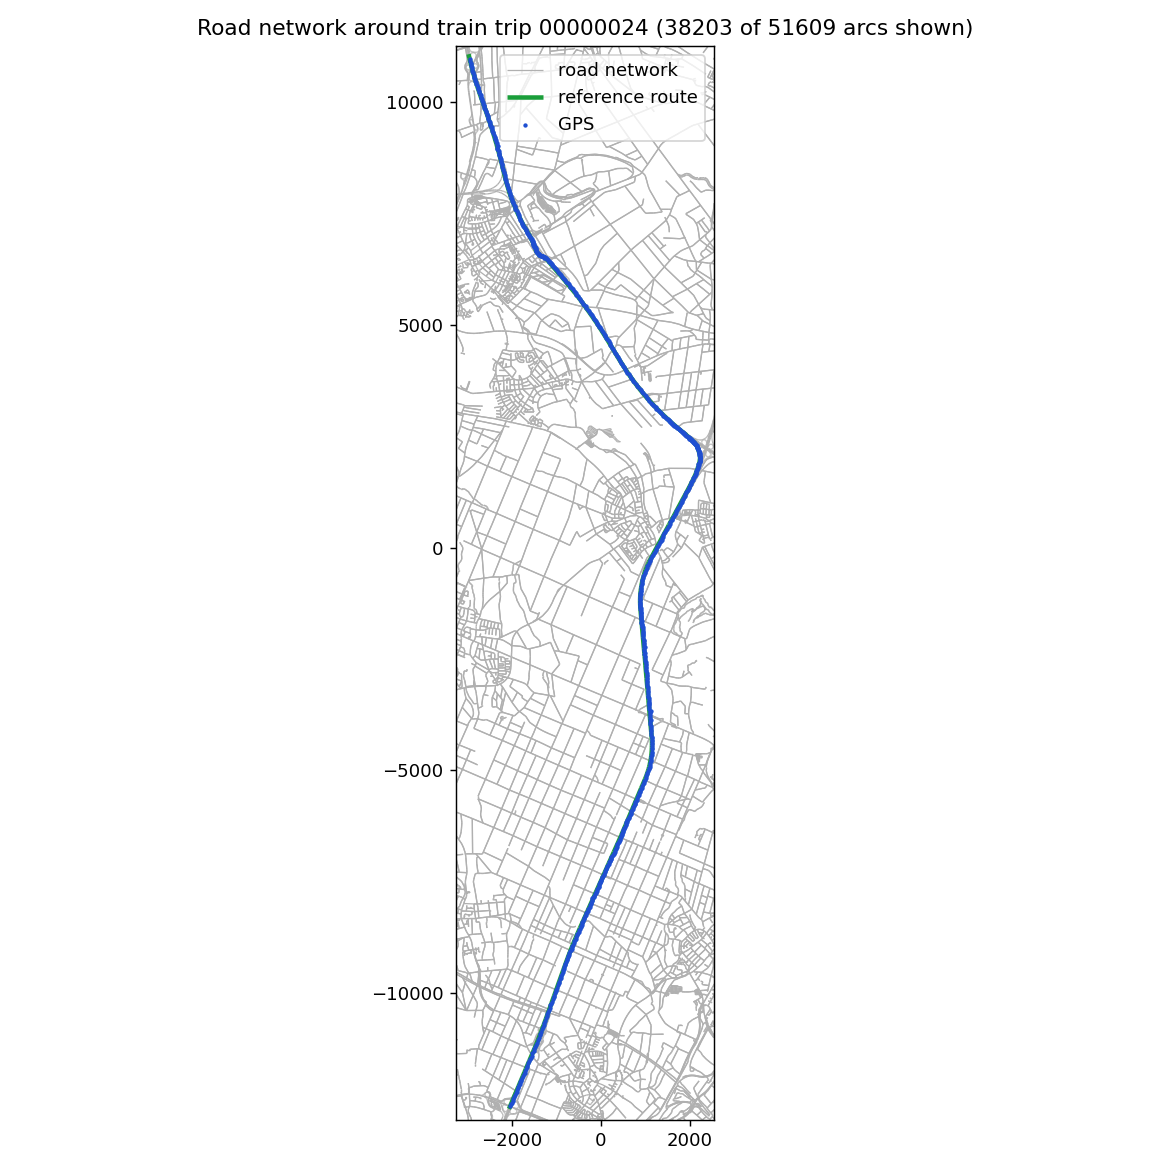 Road network around train trip 00000024 (38203 of 51609 arcs shown)
road network
reference route
GPS
10000
5000
0
−5000
−10000
−2000 0 2000